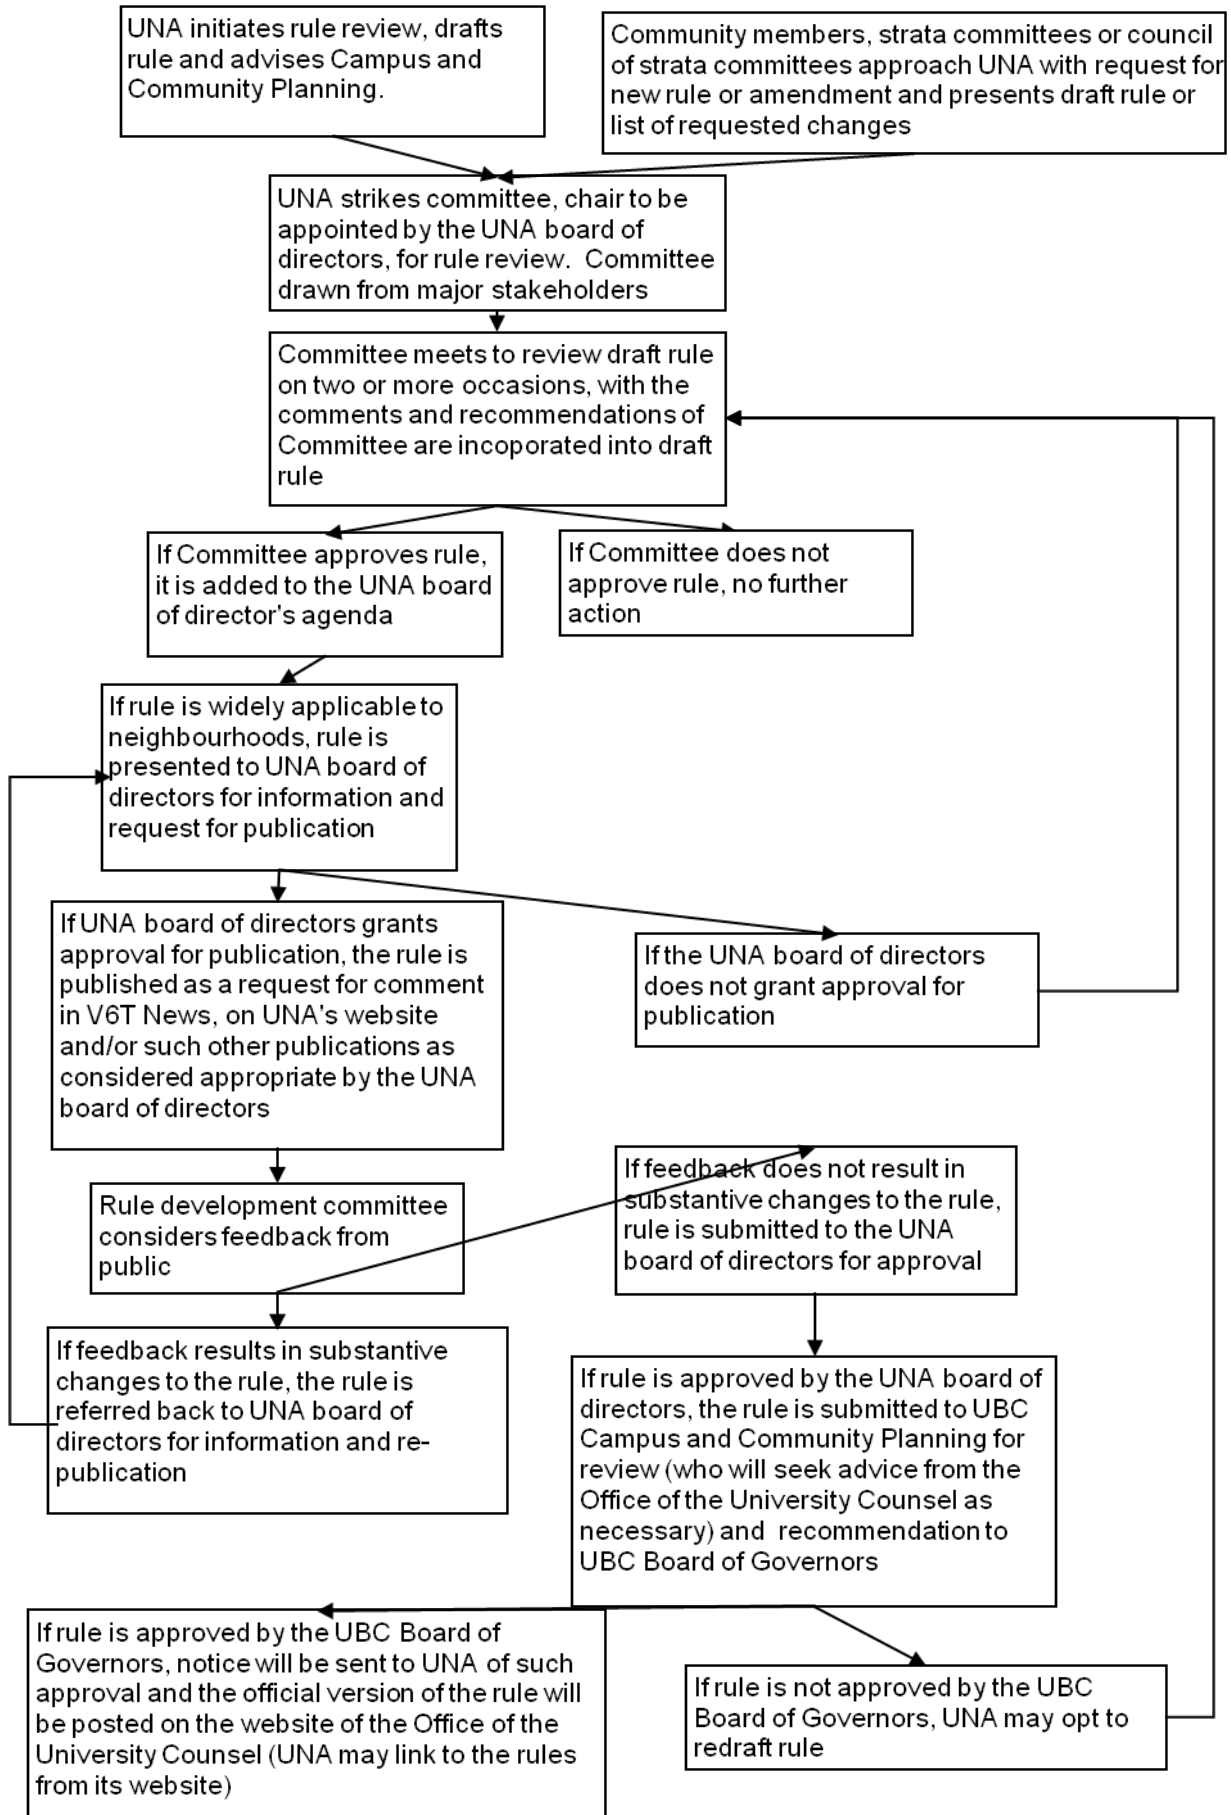 UNA initiates rule review, drafts
rule and advises Campus and
Community Planning.
Community members, strata committees or council
of strata committees approach UNA with request for
new rule or amendment and presents draft rule or
list of requested changes
UNA strikes committee, chair to be
appointed by the UNA board of
directors, for rule review.  Committee
drawn from major stakeholders
Committee meets to review draft rule
on two or more occasions, with the
comments and recommendations of
Committee are incoporated into draft
rule
If Committee approves rule,
it is added to the UNA board
of director's agenda
If Committee does not
approve rule, no further
action
If rule is widely applicable to
neighbourhoods, rule is
presented to UNA board of
directors for information and
request for publication
If UNA board of directors grants
approval for publication, the rule is
published as a request for comment
in V6T News, on UNA's website
and/or such other publications as
considered appropriate by the UNA
board of directors
If the UNA board of directors
does not grant approval for
publication
Rule development committee
considers feedback from
public
If feedback does not result in
substantive changes to the rule,
rule is submitted to the UNA
board of directors for approval
If feedback results in substantive
changes to the rule, the rule is
referred back to UNA board of
directors for information and re-
publication
If rule is approved by the UNA board of
directors, the rule is submitted to UBC
Campus and Community Planning for
review (who will seek advice from the
Office of the University Counsel as
necessary) and  recommendation to
UBC Board of Governors
If rule is approved by the UBC Board of
Governors, notice will be sent to UNA of such
approval and the official version of the rule will
be posted on the website of the Office of the
University Counsel (UNA may link to the rules
from its website)
If rule is not approved by the UBC
Board of Governors, UNA may opt to
redraft rule